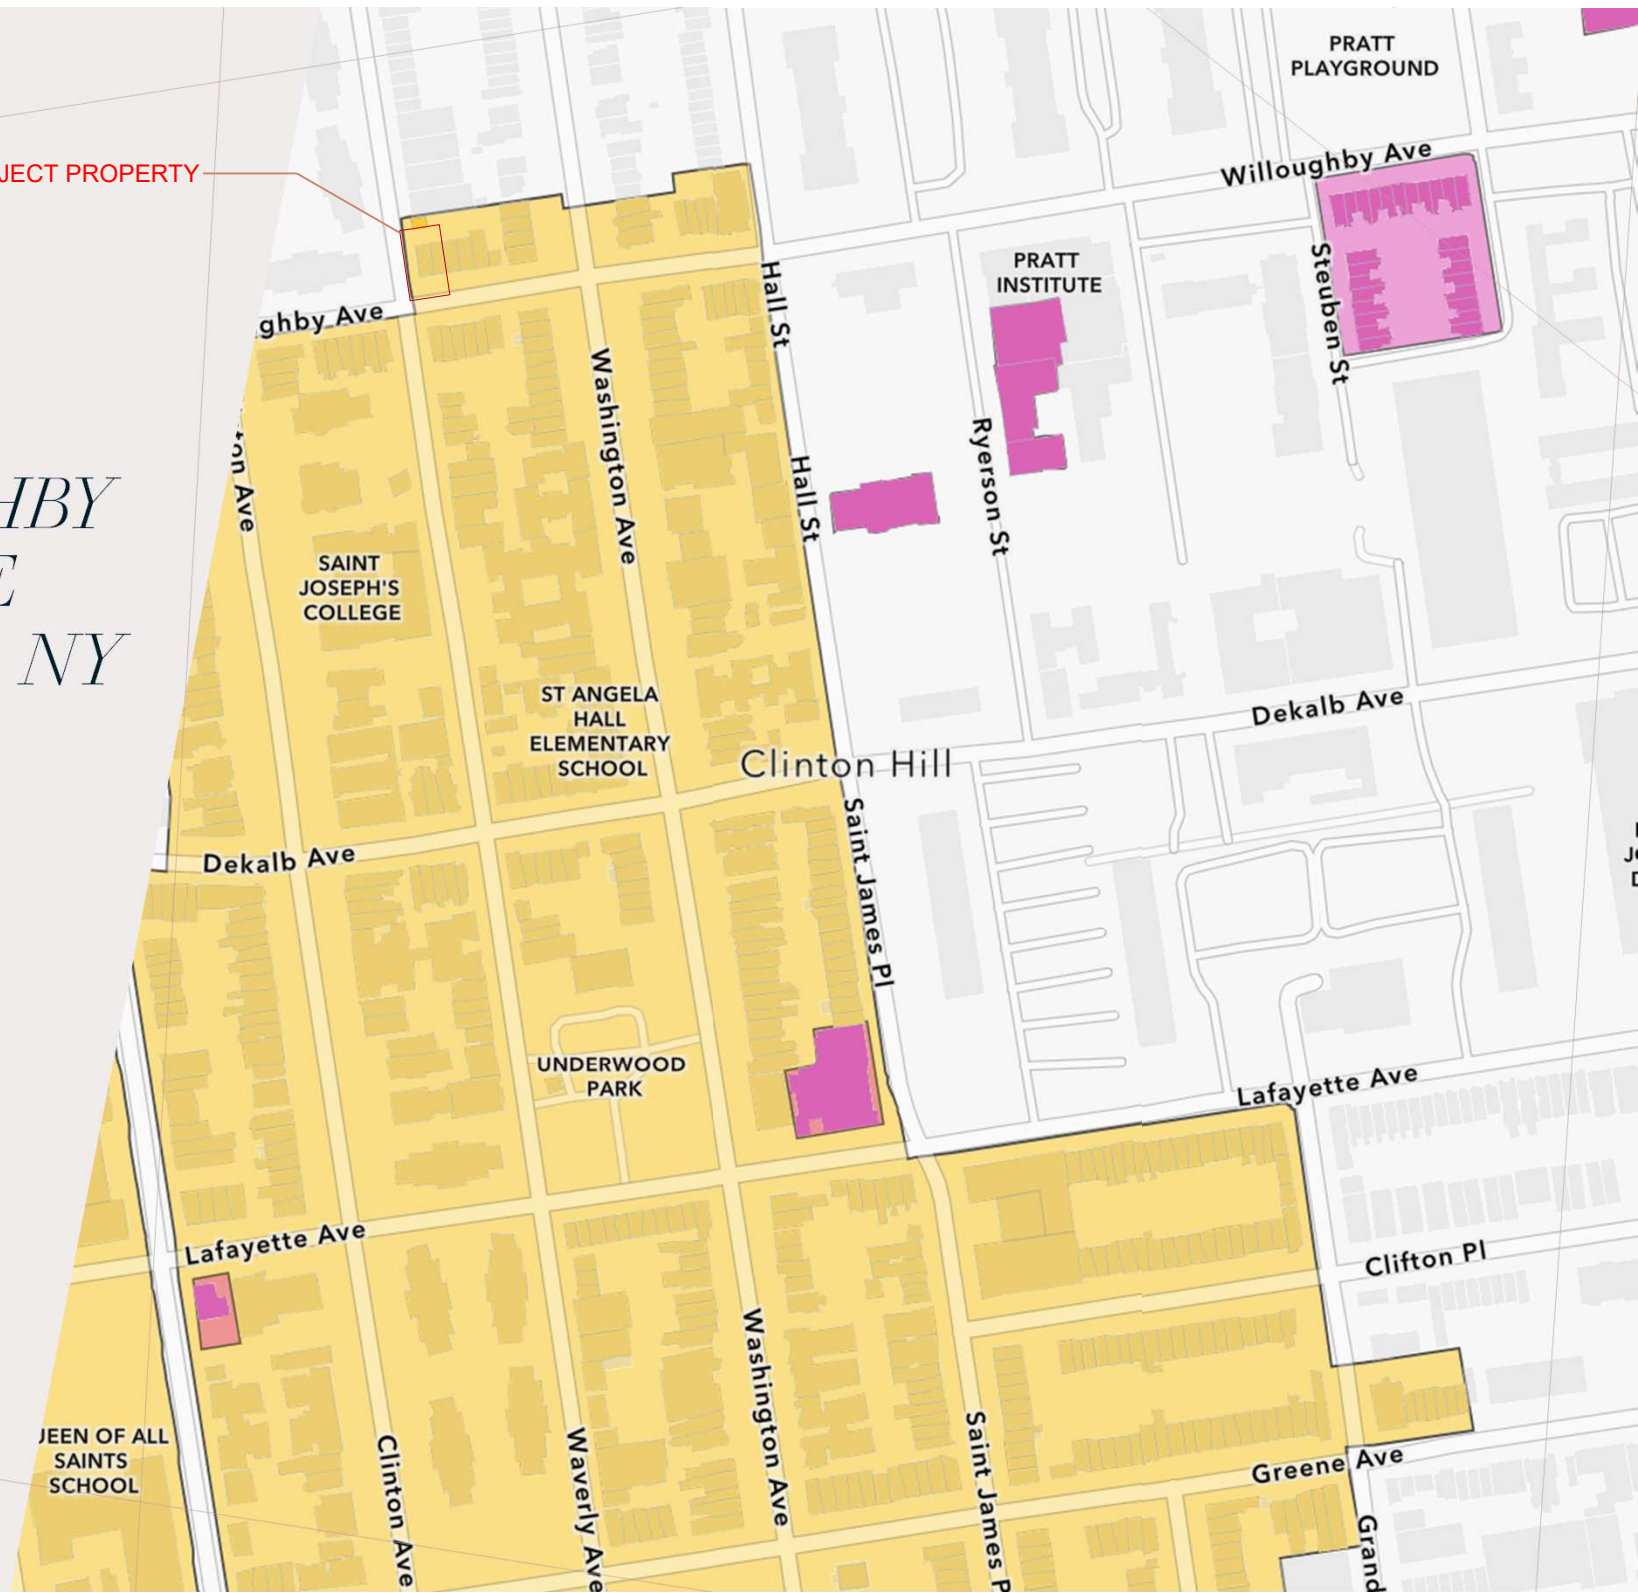 PRATT
PLAYGROUND
JECT PROPERTY
Willoughby Ave
PRATT
INSTITUTE
Hall St
Steuben St
ghby Ave
Washington Ave
Ryerson St
Hall St
ton Ave
HBY
E
NY
SAINT
JOSEPH'S
COLLEGE
ST ANGELA
HALL
ELEMENTARY
SCHOOL
Dekalb Ave
Clinton Hill
Saint James Pl
Dekalb Ave
J
D
UNDERWOOD
PARK
Lafayette Ave
Lafayette Ave
Clifton Pl
Washington Ave
UEEN OF ALL
SAINTS
SCHOOL
Clinton Ave
Waverly Ave
Saint James P
Greene Ave
Grand